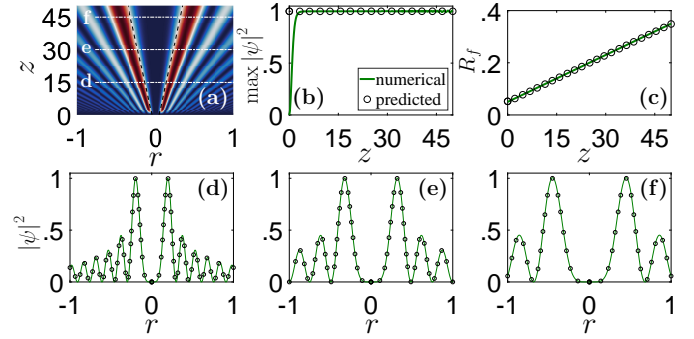 45
30
15
0
z
f
e
d
(a)
-1 0 1
r
1
.5
0
max |ψ|²
numerical
predicted
(b)
0 15 30 45
z
.4
.2
0
R_f
(c)
0 15 30 45
z
1
.5
0
|ψ|²
(d)
-1 0 1
r
1
.5
0
(e)
-1 0 1
r
1
.5
0
(f)
-1 0 1
r